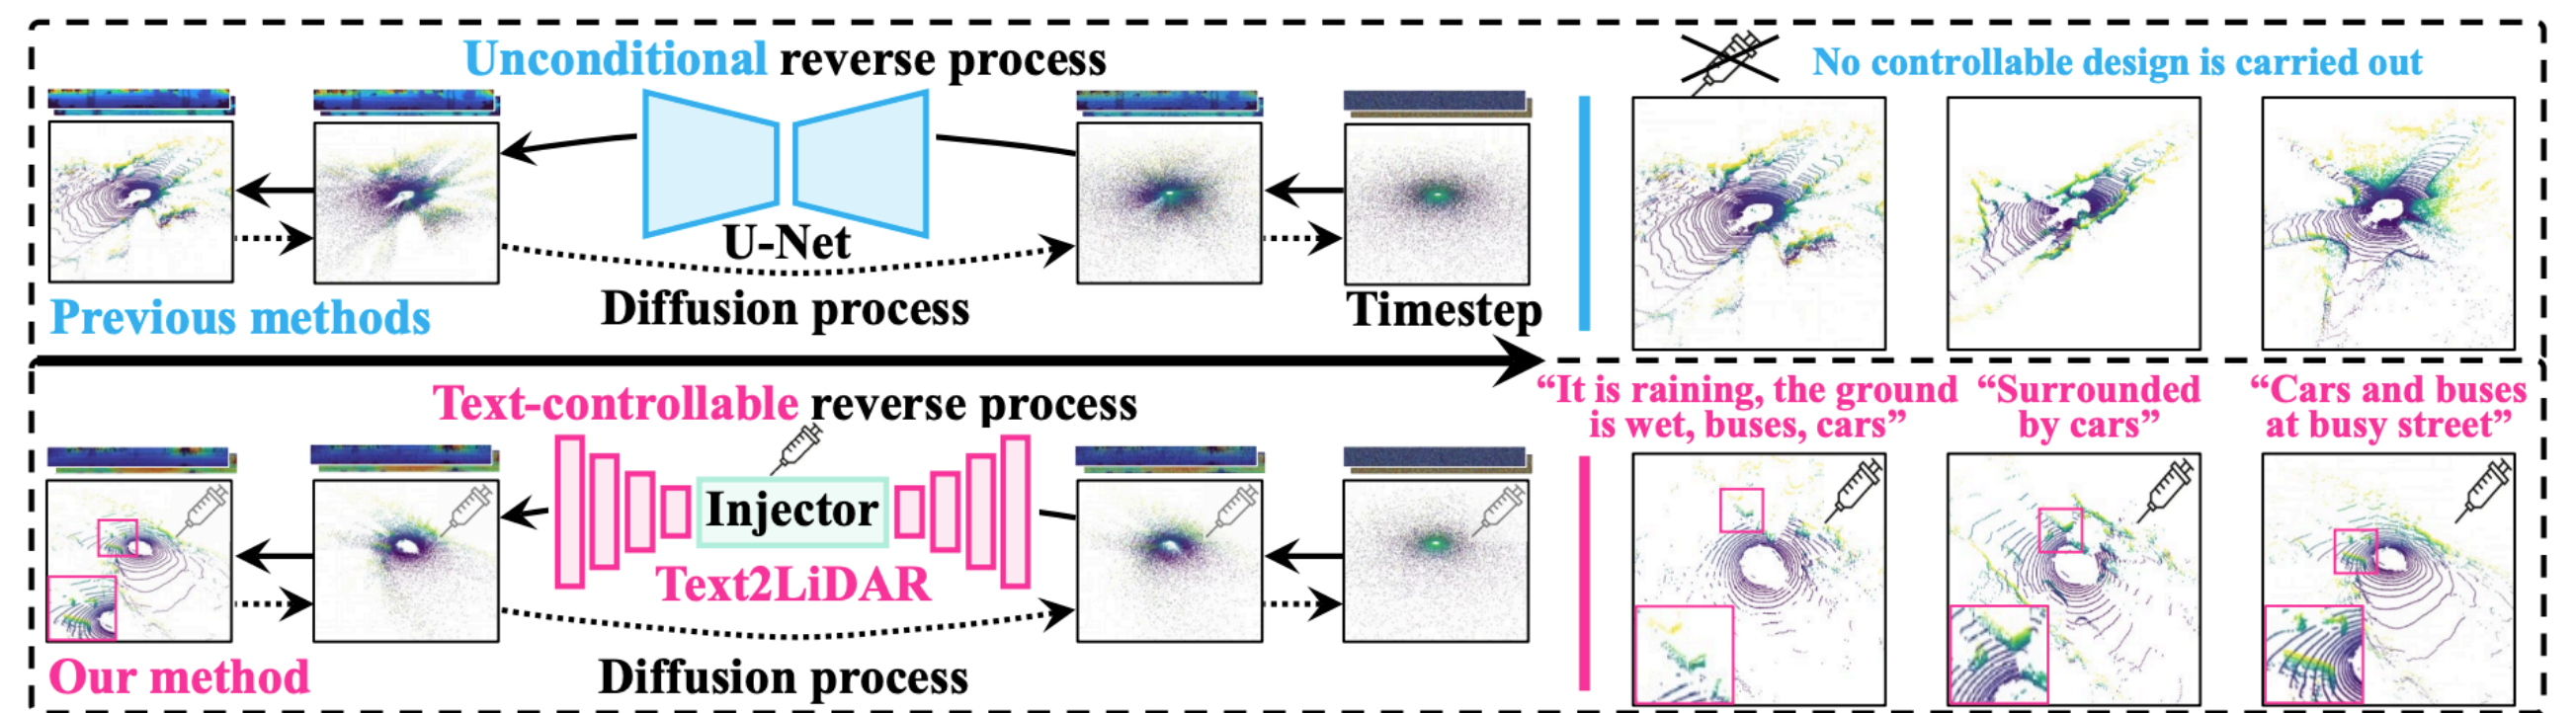 Unconditional reverse process
U-Net
Diffusion process
Previous methods
Timestep
No controllable design is carried out
Text-controllable reverse process
Injector
Text2LiDAR
Diffusion process
Our method
“It is raining, the ground
is wet, buses, cars”
“Surrounded
by cars”
“Cars and buses
at busy street”